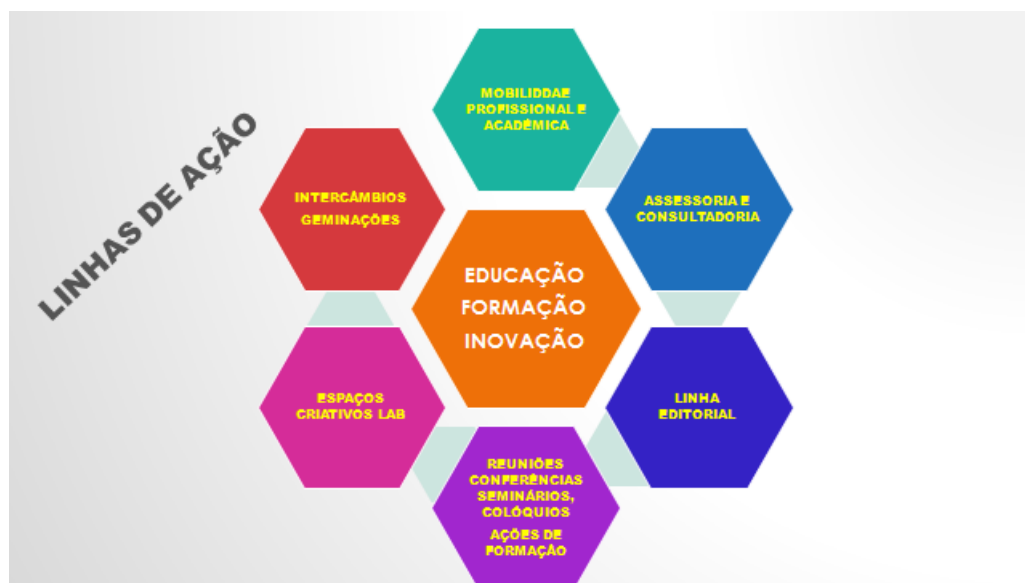 LINHAS DE AÇÃO
MOBILIDDAE
PROFISSIONAL E
ACADÊMICA
ASSESSORIA E
CONSULTADORIA
LINHA
EDITORIAL
REUNIÕES
CONFERÊNCIAS
SEMINÁRIOS,
COLÓQUIOS
AÇÕES DE
FORMAÇÃO
ESPAÇOS
CRIATIVOS LAB
INTERCÂMBIOS
GEMINAÇÕES
EDUCAÇÃO
FORMAÇÃO
INOVAÇÃO